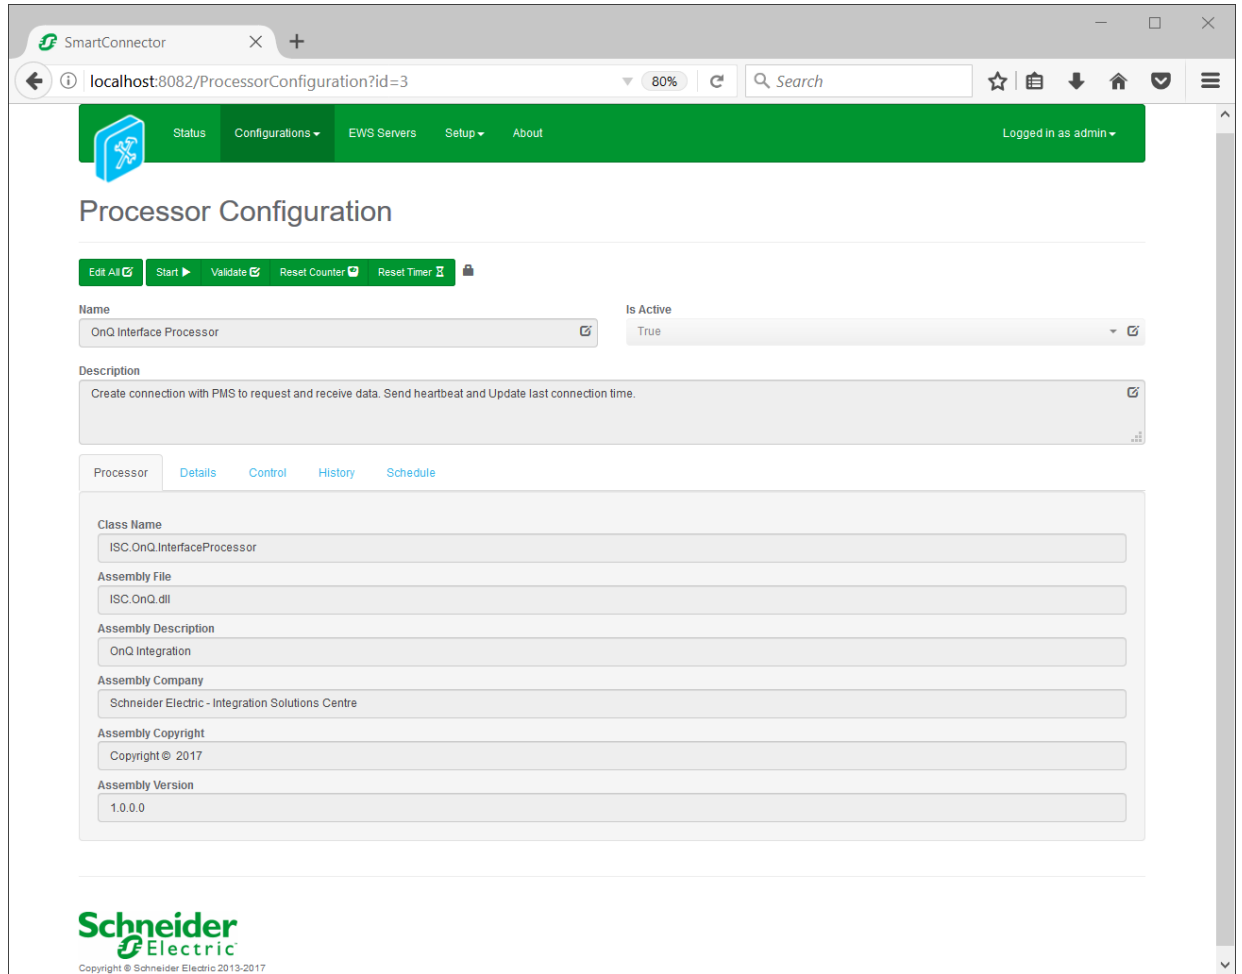 SmartConnector
localhost:8082/ProcessorConfiguration?id=3
80%
Search
Status Configurations EWS Servers Setup About Logged in as admin
Processor Configuration
Edit All Start Validate Reset Counter Reset Timer
Name Is Active
OnQ Interface Processor True
Description
Create connection with PMS to request and receive data. Send heartbeat and Update last connection time.
Processor Details Control History Schedule
Class Name
ISC.OnQ.InterfaceProcessor
Assembly File
ISC.OnQ.dll
Assembly Description
OnQ Integration
Assembly Company
Schneider Electric - Integration Solutions Centre
Assembly Copyright
Copyright © 2017
Assembly Version
1.0.0.0
Schneider
Electric
Copyright © Schneider Electric 2013-2017